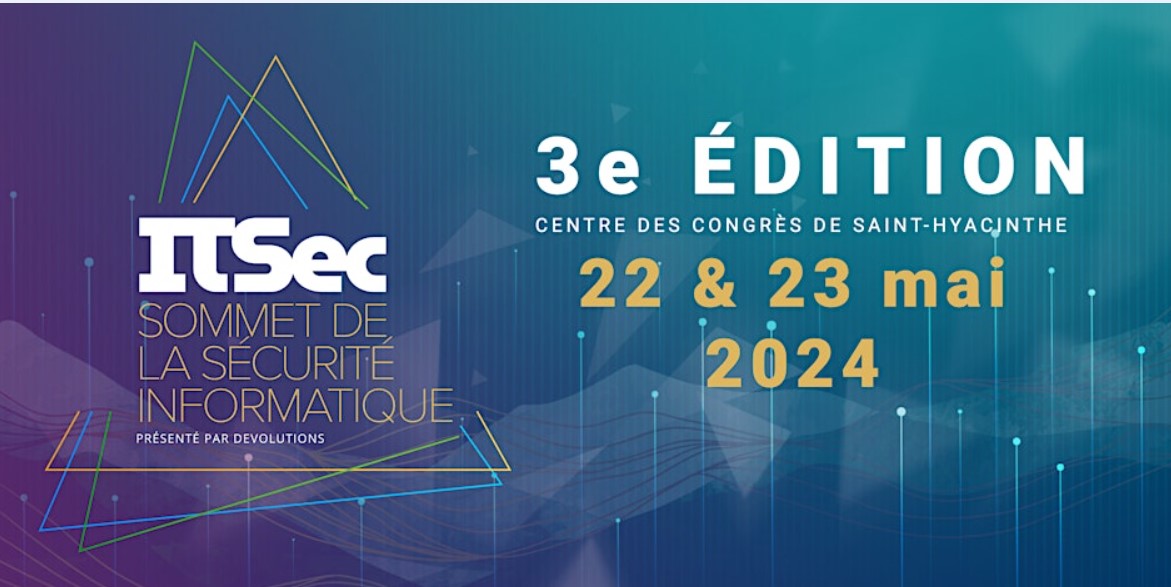 ITSec
SOMMET DE
LA SÉCURITÉ
INFORMATIQUE
PRÉSENTÉ PAR DEVOLUTIONS
3e ÉDITION
CENTRE DES CONGRÈS DE SAINT-HYACINTHE
22 & 23 mai
2024